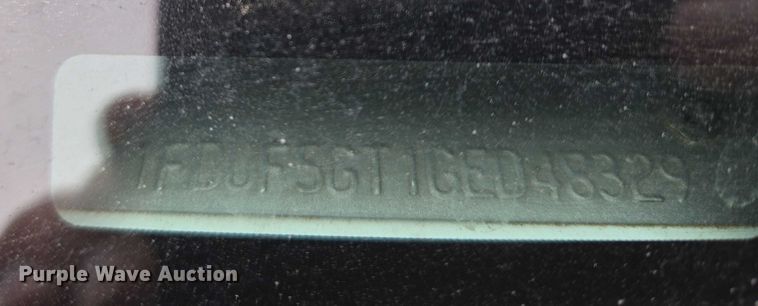 1FDUF5GT1GED48329
Purple Wave Auction